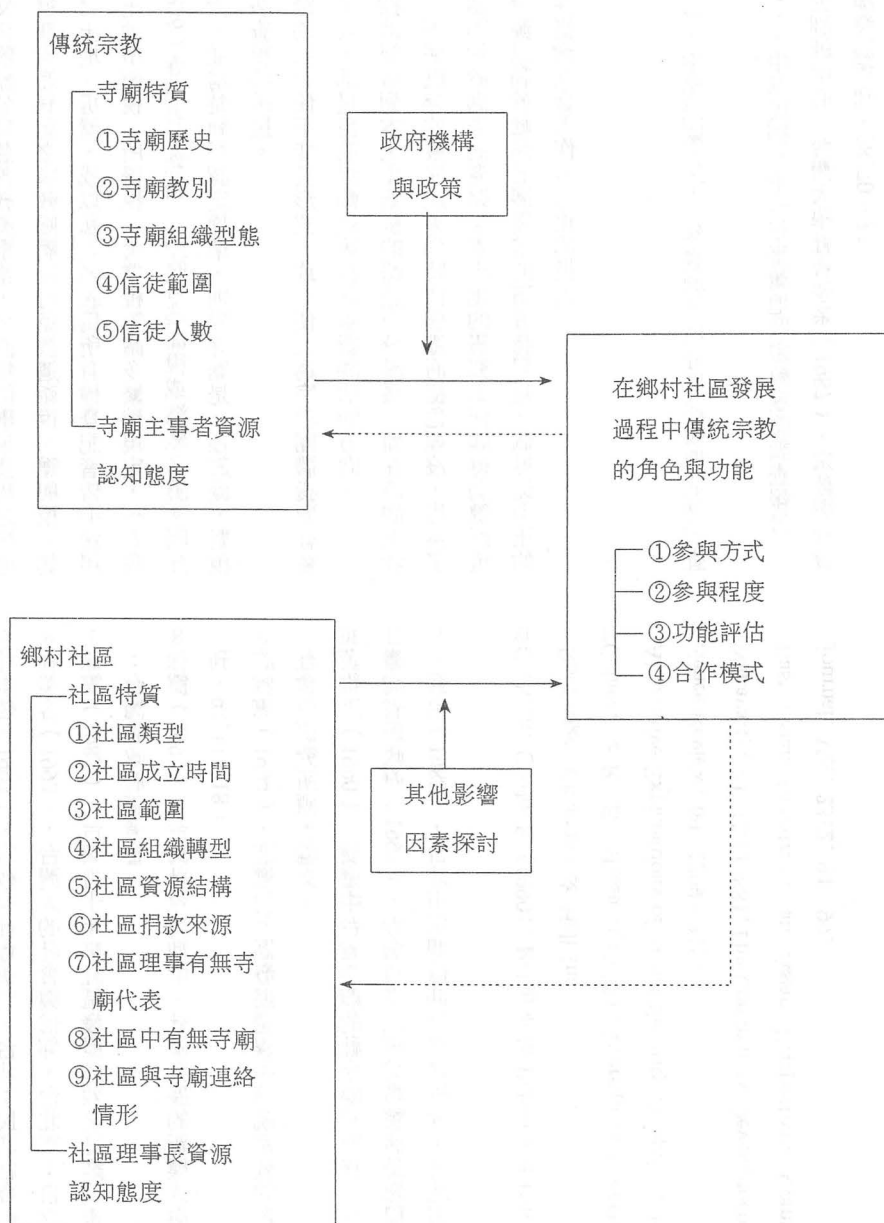 傳統宗教
寺廟特質
①寺廟歷史
②寺廟教別
③寺廟組織型態
④信徒範圍
⑤信徒人數
寺廟主事者資源
認知態度
政府機構
與政策
在鄉村社區發展
過程中傳統宗教
的角色與功能
①參與方式
②參與程度
③功能評估
④合作模式
鄉村社區
社區特質
①社區類型
②社區成立時間
③社區範圍
④社區組織轉型
⑤社區資源結構
⑥社區捐款來源
⑦社區理事有無寺
廟代表
⑧社區中有無寺廟
⑨社區與寺廟連絡
情形
社區理事長資源
認知態度
其他影響
因素探討